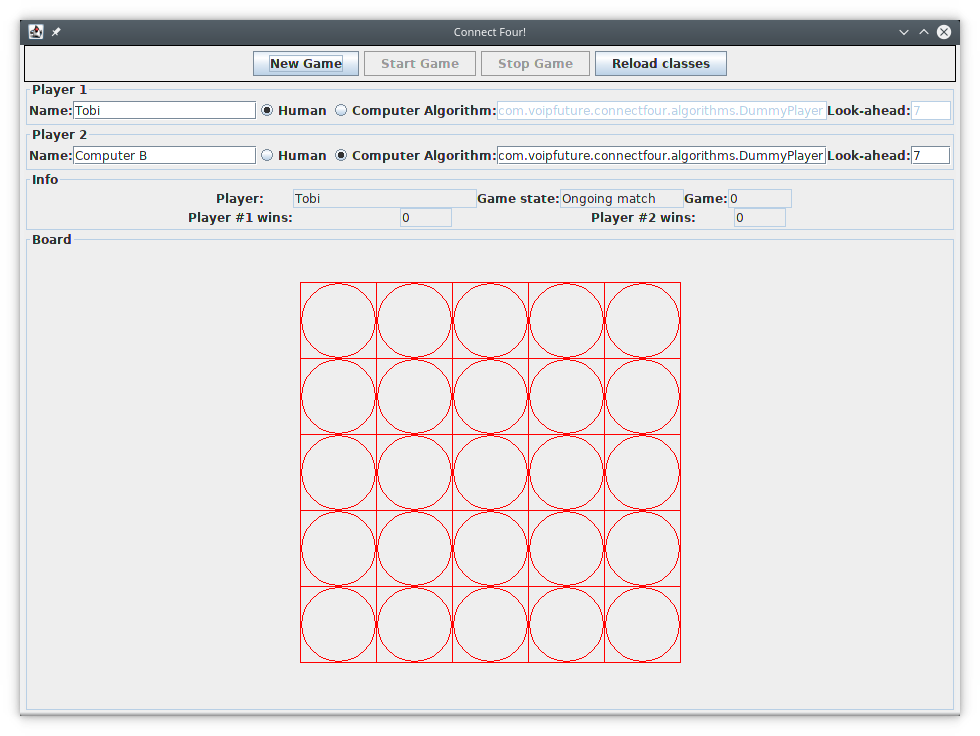 Connect Four!
New Game Start Game Stop Game Reload classes
Player 1
Name: Tobi Human Computer Algorithm: com.voipfuture.connectfour.algorithms.DummyPlayer Look-ahead: 7
Player 2
Name: Computer B Human Computer Algorithm: com.voipfuture.connectfour.algorithms.DummyPlayer Look-ahead: 7
Info
Player: Tobi Game state: Ongoing match Game: 0
Player #1 wins: 0 Player #2 wins: 0
Board